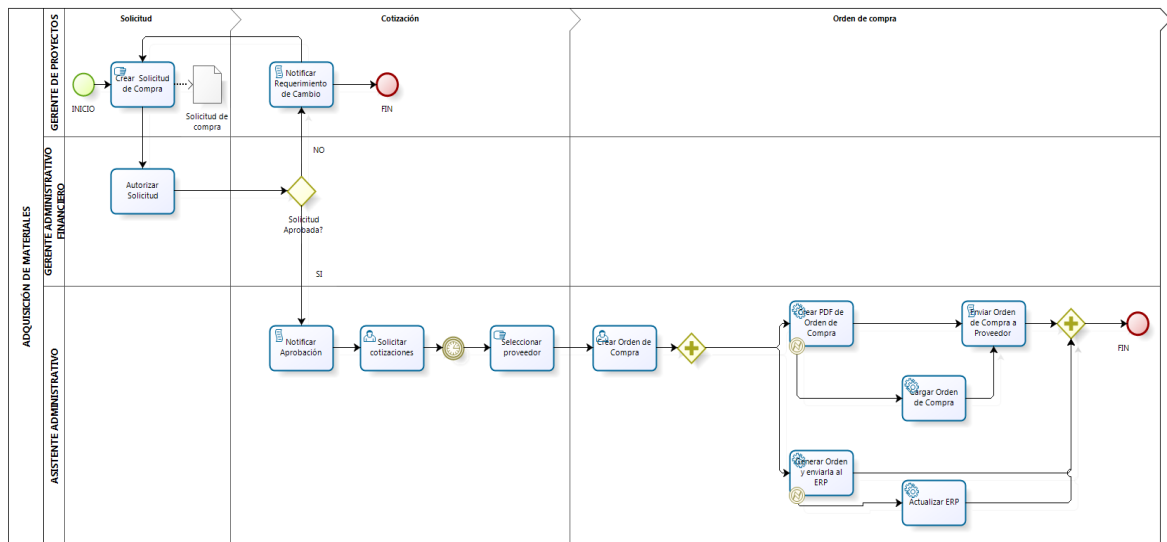 Solicitud
Cotización
Orden de compra
ADQUISICIÓN DE MATERIALES
GERENTE DE PROYECTOS
INICIO
Crear Solicitud
de Compra
Solicitud de
compra
Notificar
Requerimiento
de Cambio
FIN
NO
GERENTE ADMINISTRATIVO
FINANCIERO
Autorizar
Solicitud
Solicitud
Aprobada?
SI
ASISTENTE ADMINISTRATIVO
Notificar
Aprobación
Solicitar
cotizaciones
Seleccionar
proveedor
Crear Orden de
Compra
Crear PDF de
Orden de
Compra
Enviar Orden
de Compra a
Proveedor
FIN
Cargar Orden
de Compra
Generar Orden
y enviarla al
ERP
Actualizar ERP